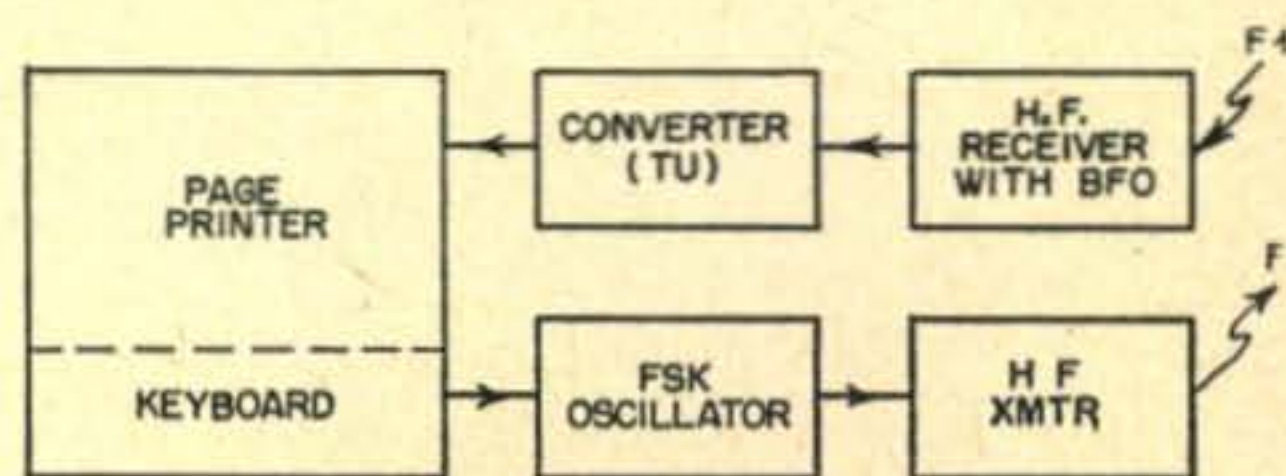 PAGE
PRINTER
KEYBOARD
CONVERTER
(TU)
H.F.
RECEIVER
WITH BFO
FSK
OSCILLATOR
H F
XMTR